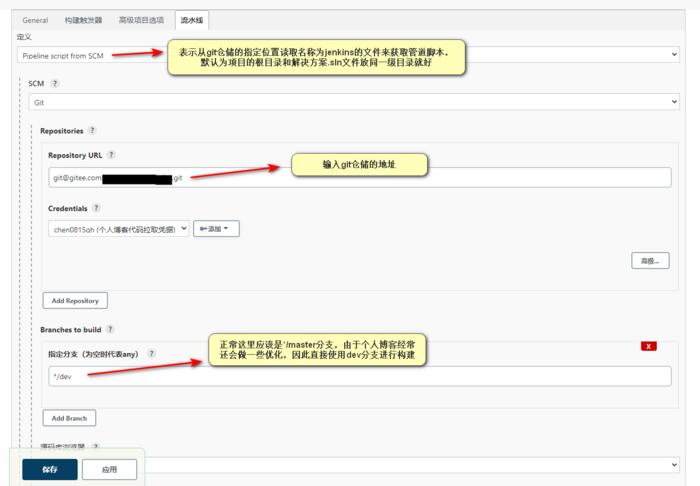 General 构建触发器 高级项目选项 流水线
定义
Pipeline script from SCM
表示从git仓储的指定位置读取名称为jenkins的文件来获取管道脚本，
默认为项目的根目录和解决方案.sln文件放同一级目录就好
SCM ?
Git
Repositories ?
Repository URL ?
输入git仓储的地址
git@gitee.com .git
Credentials ?
chen0815qh (个人博客代码拉取凭据) 添加
高级...
Add Repository
Branches to build ?
正常这里应该是*/master分支，由于个人博客经常
还会做一些优化，因此直接使用dev分支进行构建
X
指定分支（为空时代表any） ?
*/dev
Add Branch
源码库浏览器 ?
保存 应用